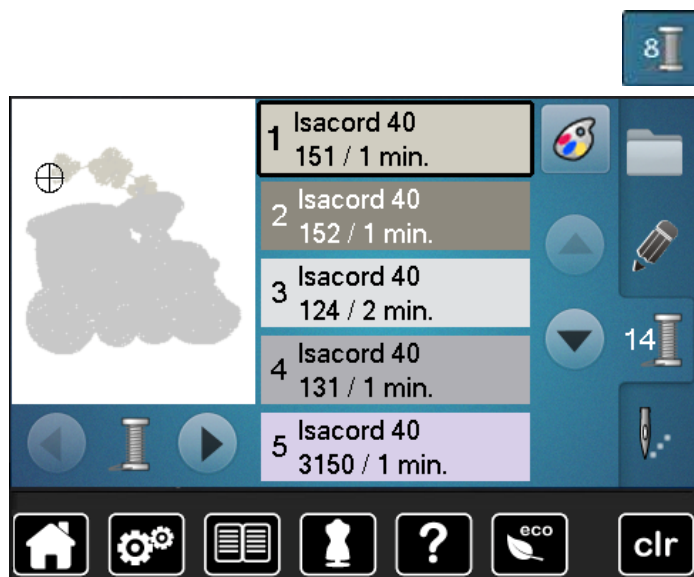 8
1 Isacord 40
151 / 1 min.
2 Isacord 40
152 / 1 min.
3 Isacord 40
124 / 2 min.
14
4 Isacord 40
131 / 1 min.
5 Isacord 40
3150 / 1 min.
?
eco
clr